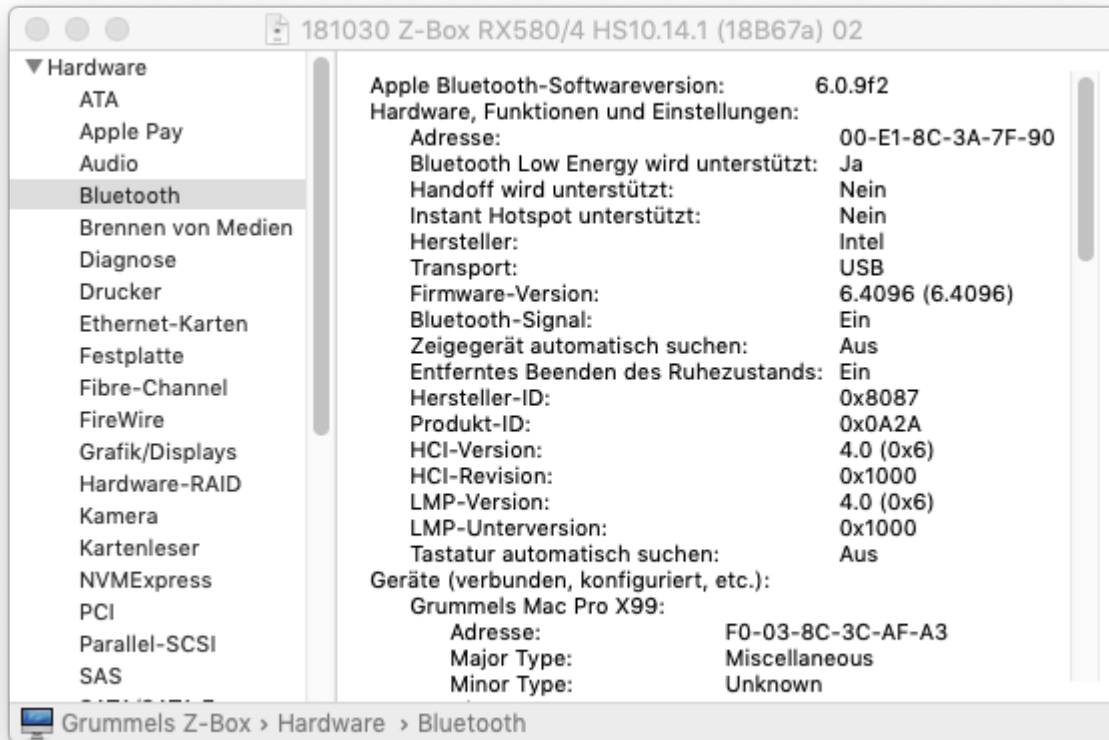 181030 Z-Box RX580/4 HS10.14.1 (18B67a) 02
Hardware
ATA
Apple Pay
Audio
Bluetooth
Brennen von Medien
Diagnose
Drucker
Ethernet-Karten
Festplatte
Fibre-Channel
FireWire
Grafik/Displays
Hardware-RAID
Kamera
Kartenleser
NVMExpress
PCI
Parallel-SCSI
SAS
Apple Bluetooth-Softwareversion: 6.0.9f2
Hardware, Funktionen und Einstellungen:
Adresse: 00-E1-8C-3A-7F-90
Bluetooth Low Energy wird unterstützt: Ja
Handoff wird unterstützt: Nein
Instant Hotspot unterstützt: Nein
Hersteller: Intel
Transport: USB
Firmware-Version: 6.4096 (6.4096)
Bluetooth-Signal: Ein
Zeigegerät automatisch suchen: Aus
Entferntes Beenden des Ruhezustands: Ein
Hersteller-ID: 0x8087
Produkt-ID: 0x0A2A
HCI-Version: 4.0 (0x6)
HCI-Revision: 0x1000
LMP-Version: 4.0 (0x6)
LMP-Unterversion: 0x1000
Tastatur automatisch suchen: Aus
Geräte (verbunden, konfiguriert, etc.):
Grummels Mac Pro X99:
Adresse: F0-03-8C-3C-AF-A3
Major Type: Miscellaneous
Minor Type: Unknown
Grummels Z-Box › Hardware › Bluetooth